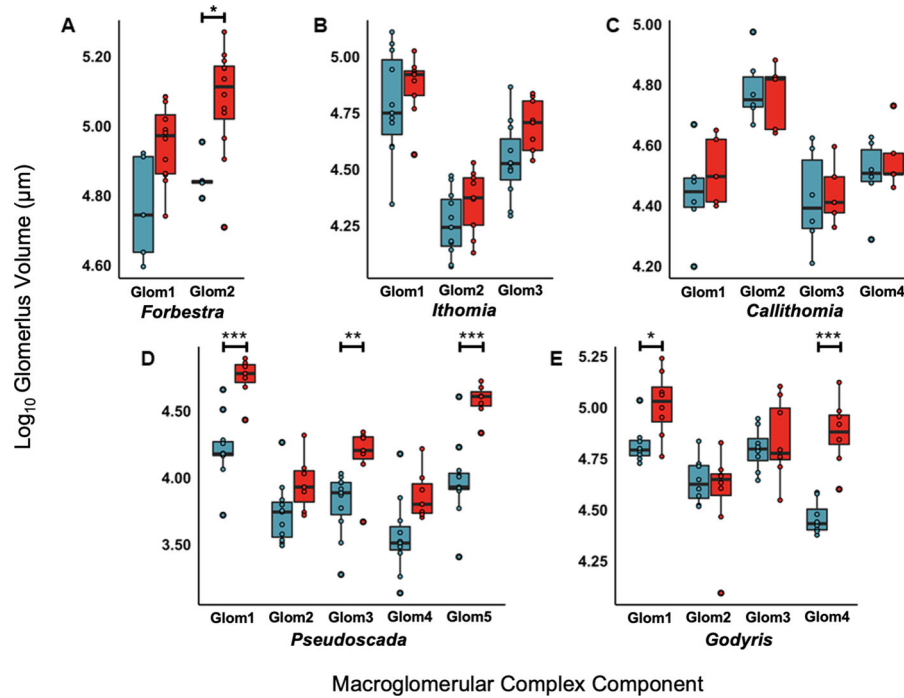 A
B
C
*
5.20
5.00
4.80
4.60
Glom1 Glom2
Forbestra
5.00
4.75
4.50
4.25
Glom1 Glom2 Glom3
Ithomia
5.00
4.80
4.60
4.40
4.20
Glom1 Glom2 Glom3 Glom4
Callithomia
Log10 Glomerlus Volume (μm)
D
E
*** ** ***
4.50
4.00
3.50
Glom1 Glom2 Glom3 Glom4 Glom5
Pseudoscada
* ***
5.25
5.00
4.75
4.50
4.25
Glom1 Glom2 Glom3 Glom4
Godyris
Macroglomerular Complex Component